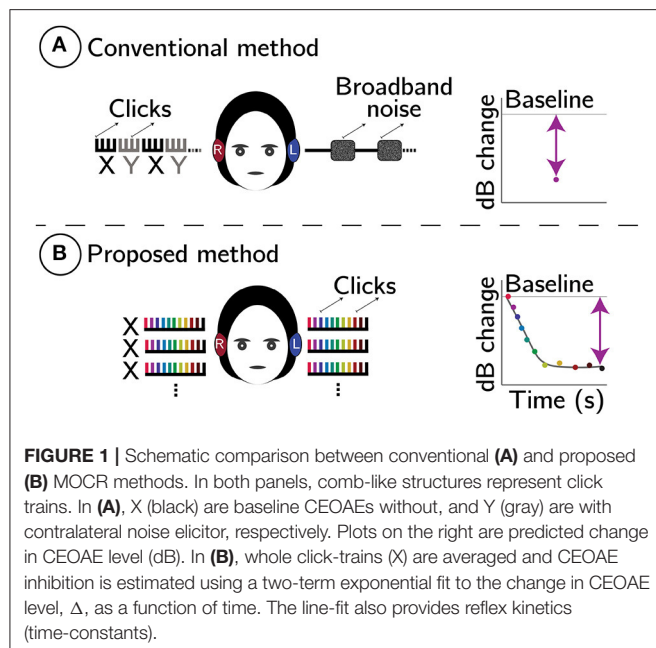 A Conventional method
Clicks
X Y X Y
R L
Broadband
noise
Baseline
dB change
B Proposed method
Clicks
X
X
X
R L
Baseline
dB change
Time (s)
FIGURE 1 | Schematic comparison between conventional (A) and proposed
(B) MOCR methods. In both panels, comb-like structures represent click
trains. In (A), X (black) are baseline CEOAEs without, and Y (gray) are with
contralateral noise elicitor, respectively. Plots on the right are predicted change
in CEOAE level (dB). In (B), whole click-trains (X) are averaged and CEOAE
inhibition is estimated using a two-term exponential fit to the change in CEOAE
level, Δ, as a function of time. The line-fit also provides reflex kinetics
(time-constants).